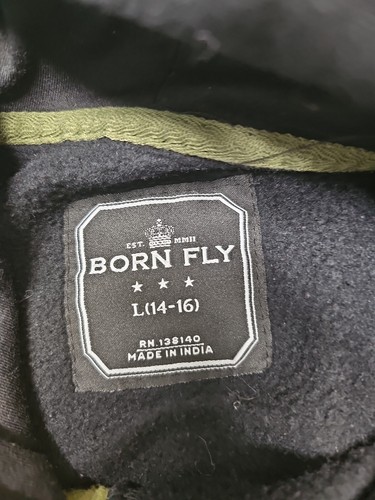 EST. MMII
BORN FLY
★ ★ ★
L(14-16)
RN.138140
MADE IN INDIA